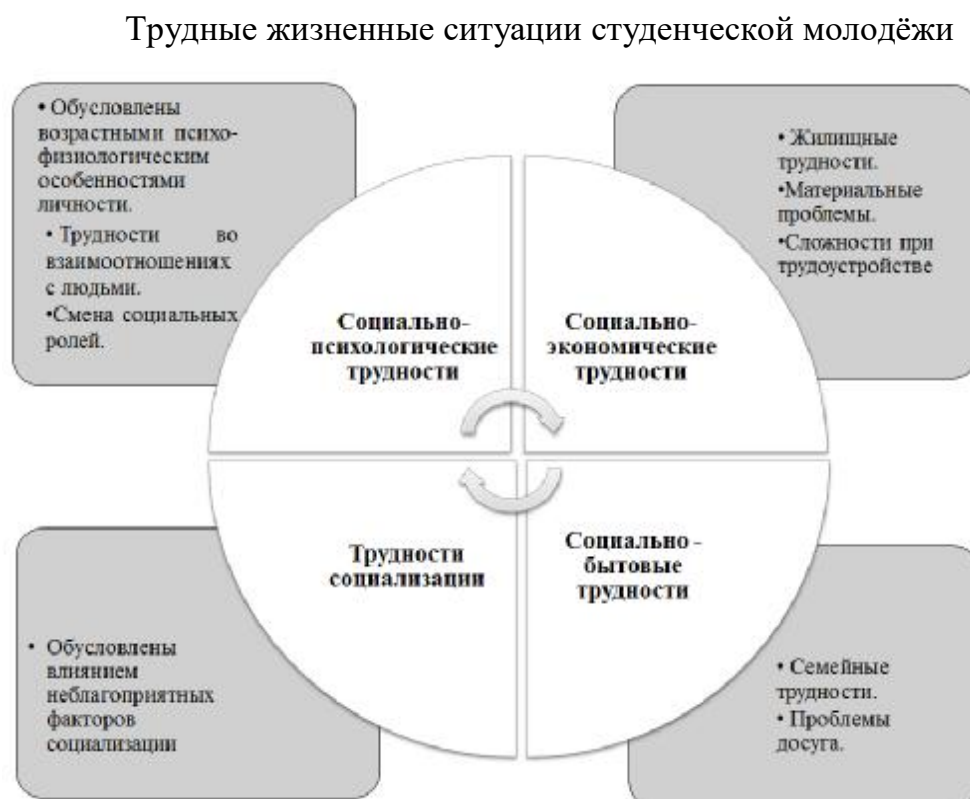 Трудные жизненные ситуации студенческой молодёжи
• Обусловлены
возрастными психо-
физиологическим
особенностями
личности.
• Трудности во
взаимоотношениях
с людьми.
•Смена социальных
ролей.
• Жилищные
трудности.
•Материальные
проблемы.
•Сложности при
трудоустройстве
Социально-
психологические
трудности
Социально-
экономические
трудности
Трудности
социализации
Социально -
бытовые
трудности
• Обусловлены
влиянием
неблагоприятных
факторов
социализации
• Семейные
трудности.
• Проблемы
досуга.